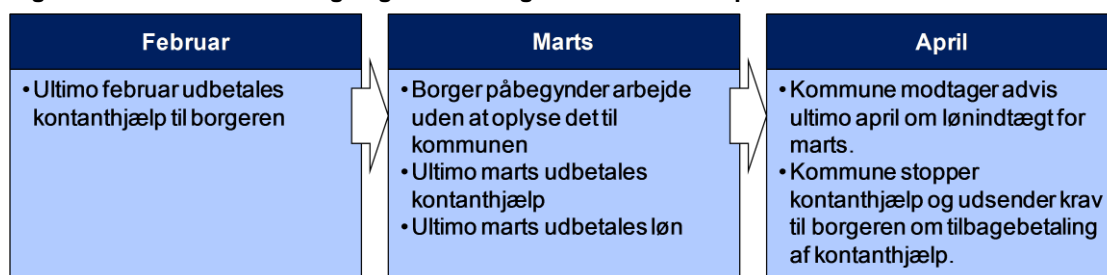 Februar
• Ultimo februar udbetales
kontanthjælp til borgeren
Marts
• Borger påbegynder arbejde
uden at oplyse det til
kommunen
• Ultimo marts udbetales
kontanthjælp
• Ultimo marts udbetales løn
April
• Kommune modtager advis
ultimo april om lønindtægt for
marts.
• Kommune stopper
kontanthjælp og udsender krav
til borgeren om tilbagebetaling
af kontanthjælp.